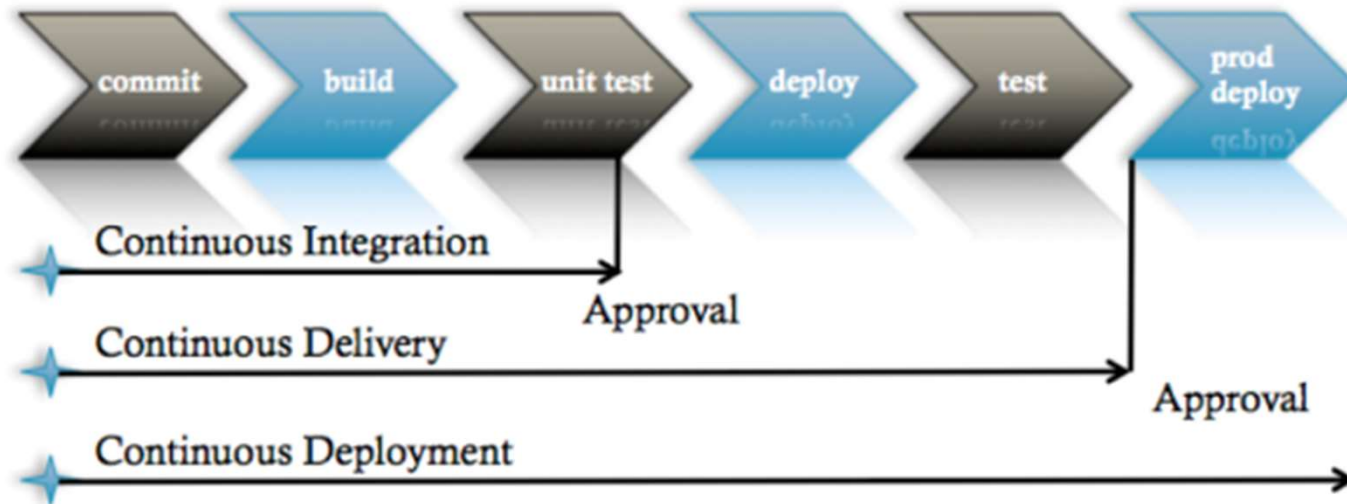 commit
build
unit test
deploy
test
prod
deploy
Continuous Integration
Approval
Continuous Delivery
Approval
Continuous Deployment